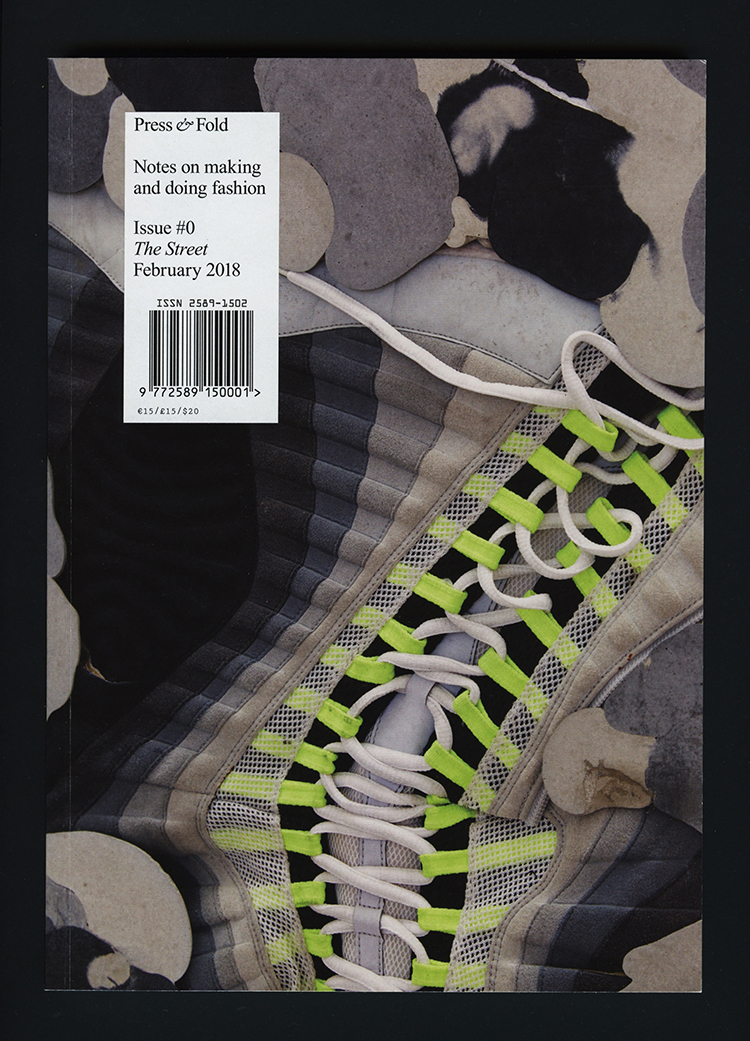 Press & Fold
Notes on making
and doing fashion
Issue #0
The Street
February 2018
ISSN 2589-1502
9 772589 150001 >
€15/£15/$20